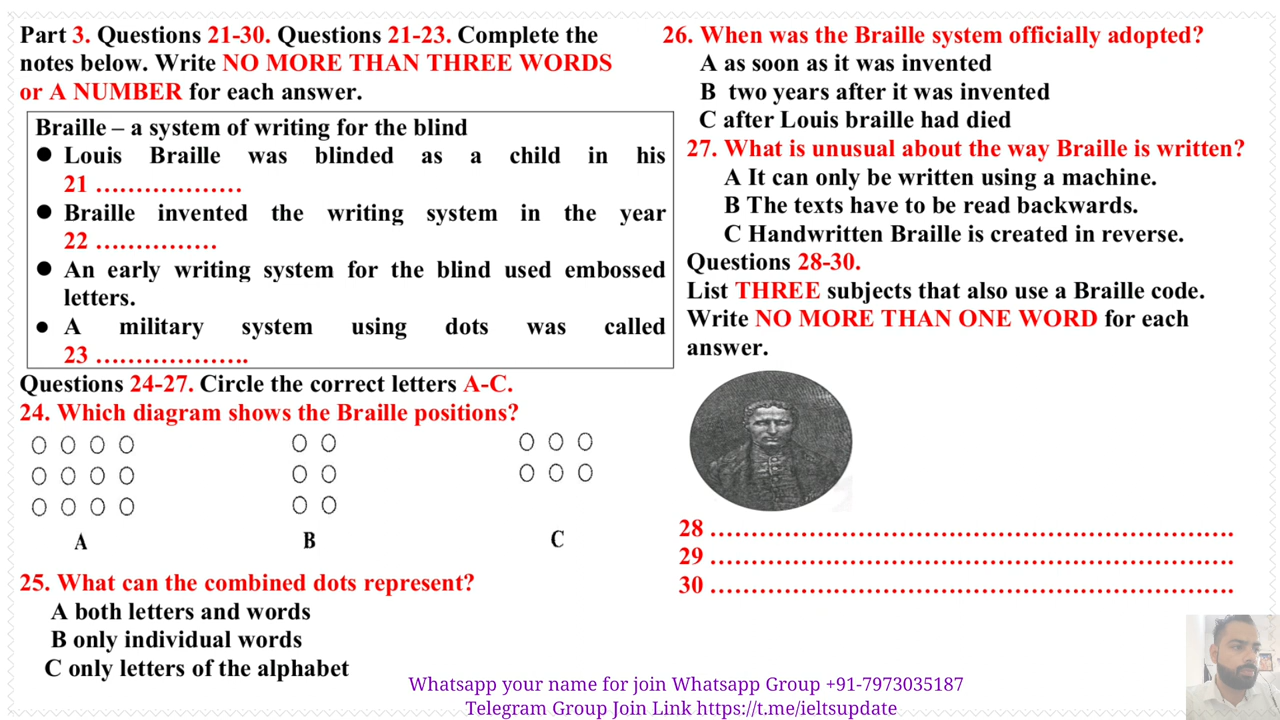 Part 3. Questions 21-30. Questions 21-23. Complete the
notes below. Write NO MORE THAN THREE WORDS
or A NUMBER for each answer.
Braille – a system of writing for the blind
● Louis Braille was blinded as a child in his
21 ………………
● Braille invented the writing system in the year
22 ……………
● An early writing system for the blind used embossed
letters.
● A military system using dots was called
23 ………………..
Questions 24-27. Circle the correct letters A-C.
24. Which diagram shows the Braille positions?
A B C
25. What can the combined dots represent?
A both letters and words
B only individual words
C only letters of the alphabet
26. When was the Braille system officially adopted?
A as soon as it was invented
B two years after it was invented
C after Louis braille had died
27. What is unusual about the way Braille is written?
A It can only be written using a machine.
B The texts have to be read backwards.
C Handwritten Braille is created in reverse.
Questions 28-30.
List THREE subjects that also use a Braille code.
Write NO MORE THAN ONE WORD for each
answer.
28 ……………………………………………………….
29 ……………………………………………………….
30 ……………………………………………………….
Whatsapp your name for join Whatsapp Group +91-7973035187
Telegram Group Join Link https://t.me/ieltsupdate